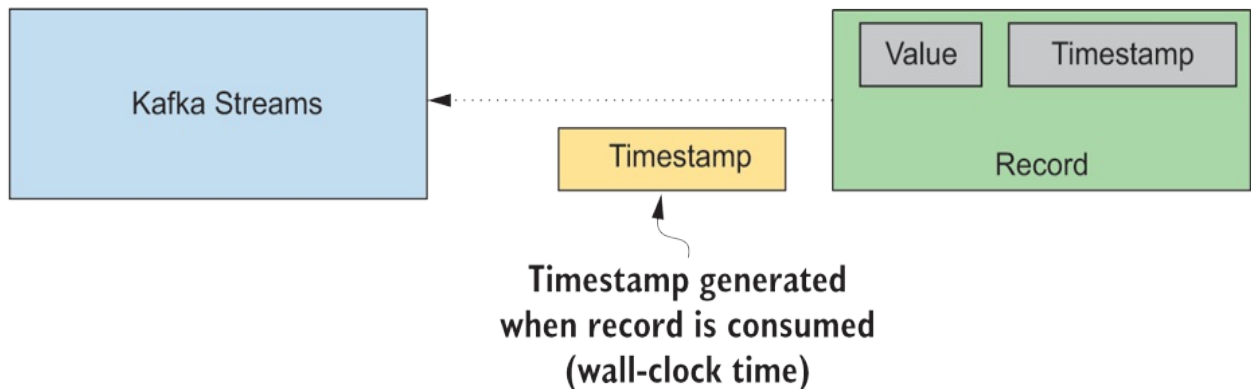 Kafka Streams
Value
Timestamp
Timestamp
Record
Timestamp generated
when record is consumed
(wall-clock time)